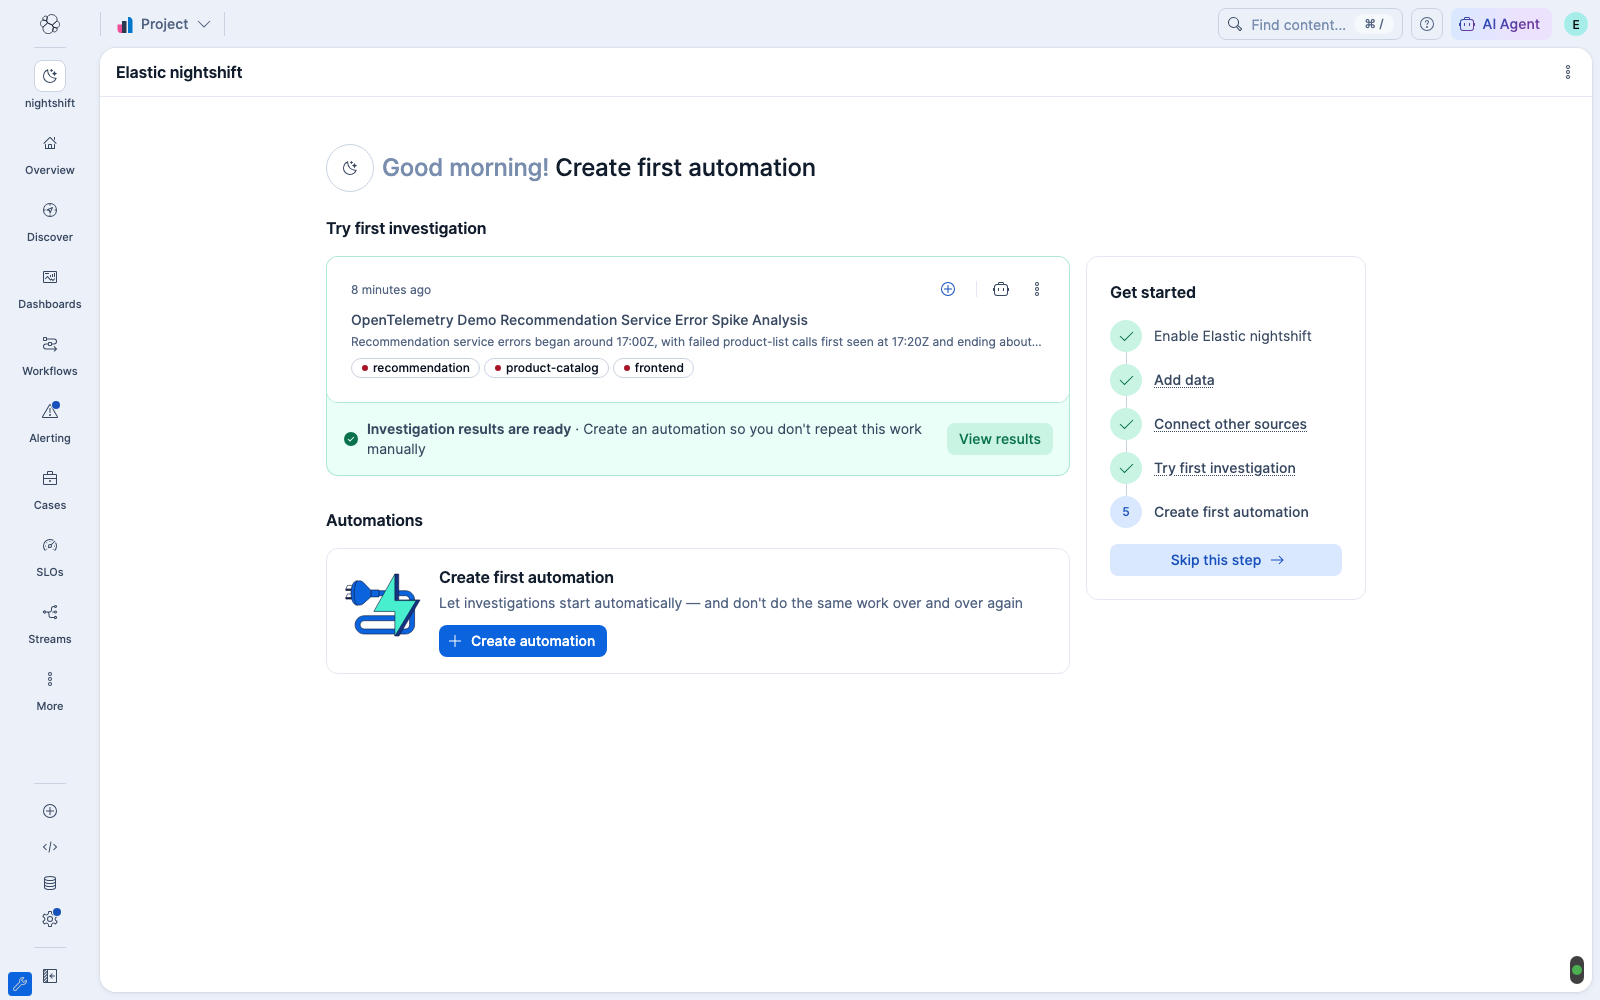 Project
Find content...
⌘ /
AI Agent
E
nightshift
Overview
Discover
Dashboards
Workflows
Alerting
Cases
SLOs
Streams
More
Elastic nightshift
Good morning! Create first automation
Try first investigation
8 minutes ago
OpenTelemetry Demo Recommendation Service Error Spike Analysis
Recommendation service errors began around 17:00Z, with failed product-list calls first seen at 17:20Z and ending about...
recommendation
product-catalog
frontend
Investigation results are ready · Create an automation so you don't repeat this work
manually
View results
Automations
Create first automation
Let investigations start automatically — and don't do the same work over and over again
Create automation
Get started
Enable Elastic nightshift
Add data
Connect other sources
Try first investigation
5
Create first automation
Skip this step